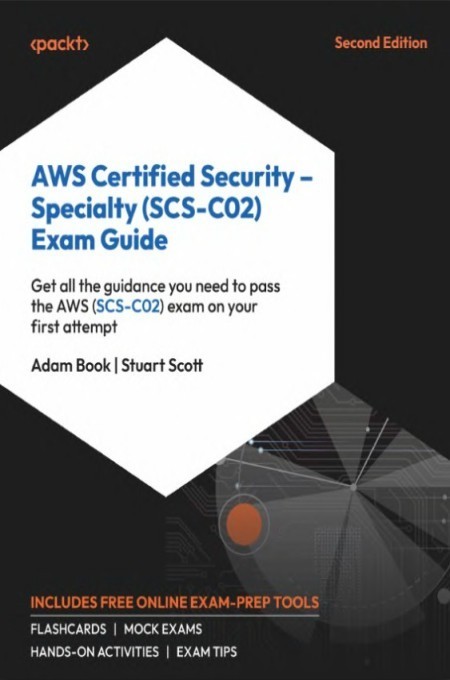 <packt>
Second Edition
AWS Certified Security –
Specialty (SCS-C02)
Exam Guide
Get all the guidance you need to pass
the AWS (SCS-C02) exam on your
first attempt
Adam Book | Stuart Scott
INCLUDES FREE ONLINE EXAM-PREP TOOLS
FLASHCARDS | MOCK EXAMS
HANDS-ON ACTIVITIES | EXAM TIPS